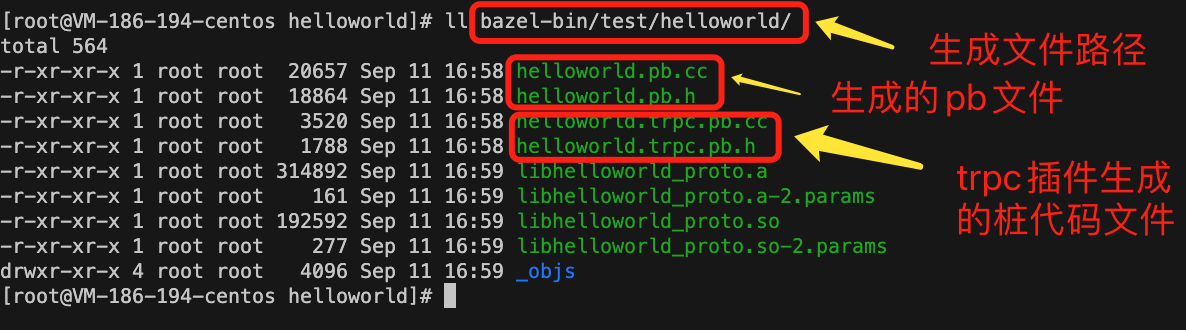 [root@VM-186-194-centos helloworld]# ll bazel-bin/test/helloworld/
total 564
-r-xr-xr-x 1 root root 20657 Sep 11 16:58 helloworld.pb.cc
-r-xr-xr-x 1 root root 18864 Sep 11 16:58 helloworld.pb.h
-r-xr-xr-x 1 root root 3520 Sep 11 16:58 helloworld.trpc.pb.cc
-r-xr-xr-x 1 root root 1788 Sep 11 16:58 helloworld.trpc.pb.h
-r-xr-xr-x 1 root root 314892 Sep 11 16:59 libhelloworld_proto.a
-r-xr-xr-x 1 root root 161 Sep 11 16:59 libhelloworld_proto.a-2.params
-r-xr-xr-x 1 root root 192592 Sep 11 16:59 libhelloworld_proto.so
-r-xr-xr-x 1 root root 277 Sep 11 16:59 libhelloworld_proto.so-2.params
drwxr-xr-x 4 root root 4096 Sep 11 16:59 _objs
[root@VM-186-194-centos helloworld]#
生成文件路径
生成的pb文件
trpc插件生成
的桩代码文件